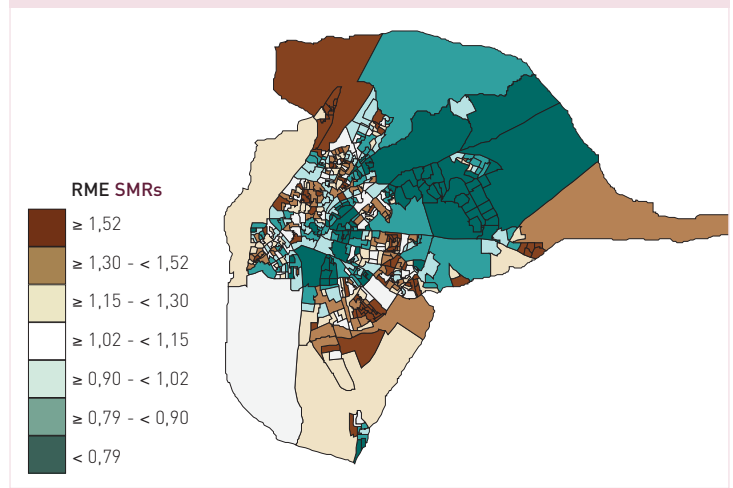 RME SMRs
≥ 1,52
≥ 1,30 - < 1,52
≥ 1,15 - < 1,30
≥ 1,02 - < 1,15
≥ 0,90 - < 1,02
≥ 0,79 - < 0,90
< 0,79